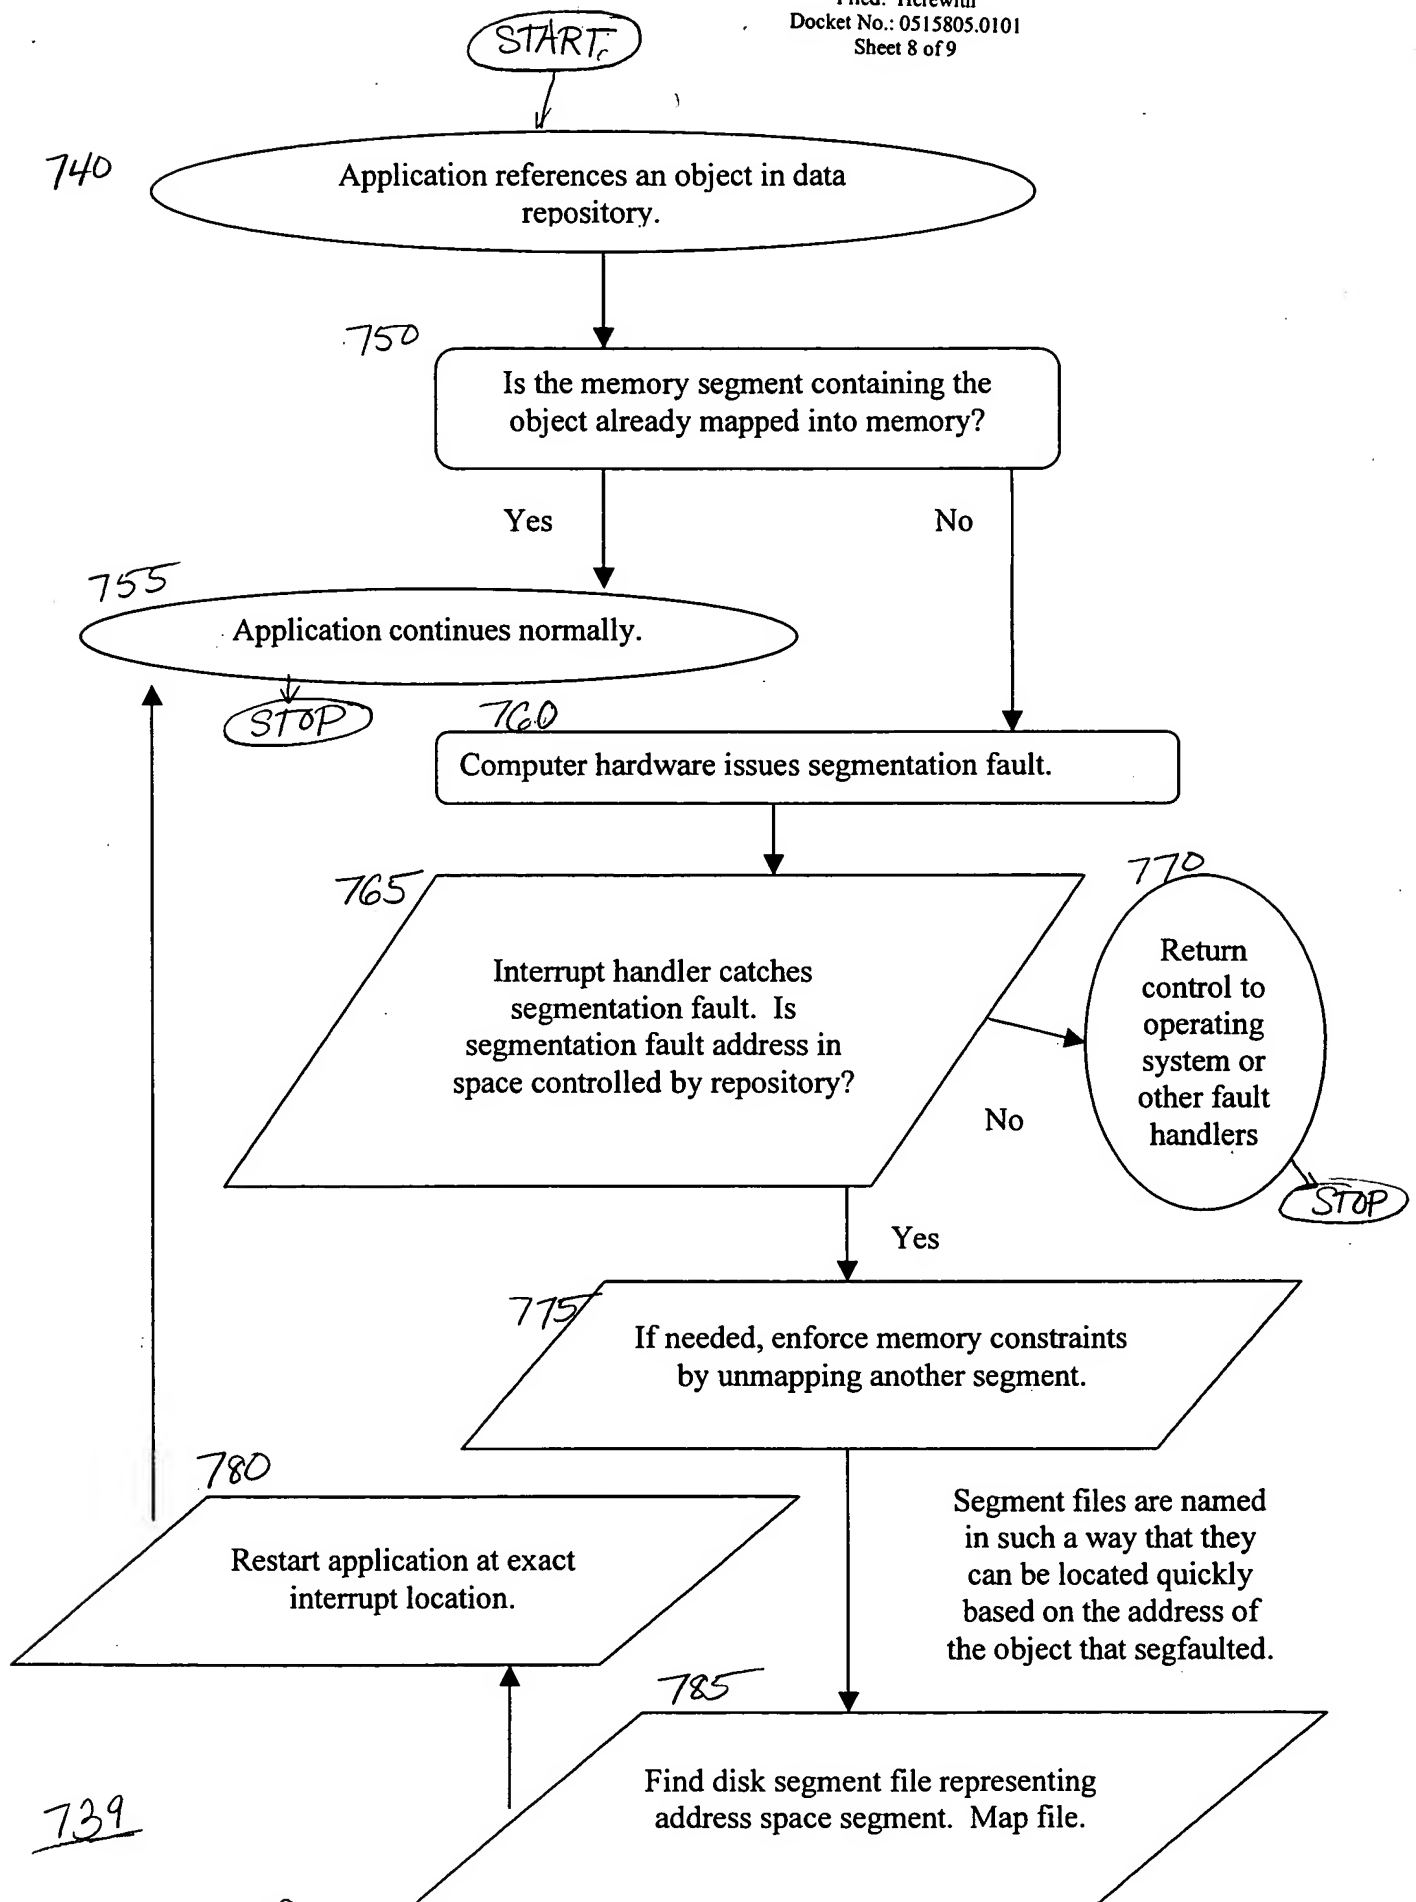 Docket No.: 0515805.0101
Sheet 8 of 9
START
740
Application references an object in data
repository.
750
Is the memory segment containing the
object already mapped into memory?
Yes
No
755
Application continues normally.
STOP
760
Computer hardware issues segmentation fault.
765
Interrupt handler catches
segmentation fault. Is
segmentation fault address in
space controlled by repository?
770
Return
control to
operating
system or
other fault
handlers
No
STOP
Yes
775
If needed, enforce memory constraints
by unmapping another segment.
780
Restart application at exact
interrupt location.
Segment files are named
in such a way that they
can be located quickly
based on the address of
the object that segfaulted.
785
Find disk segment file representing
address space segment. Map file.
739